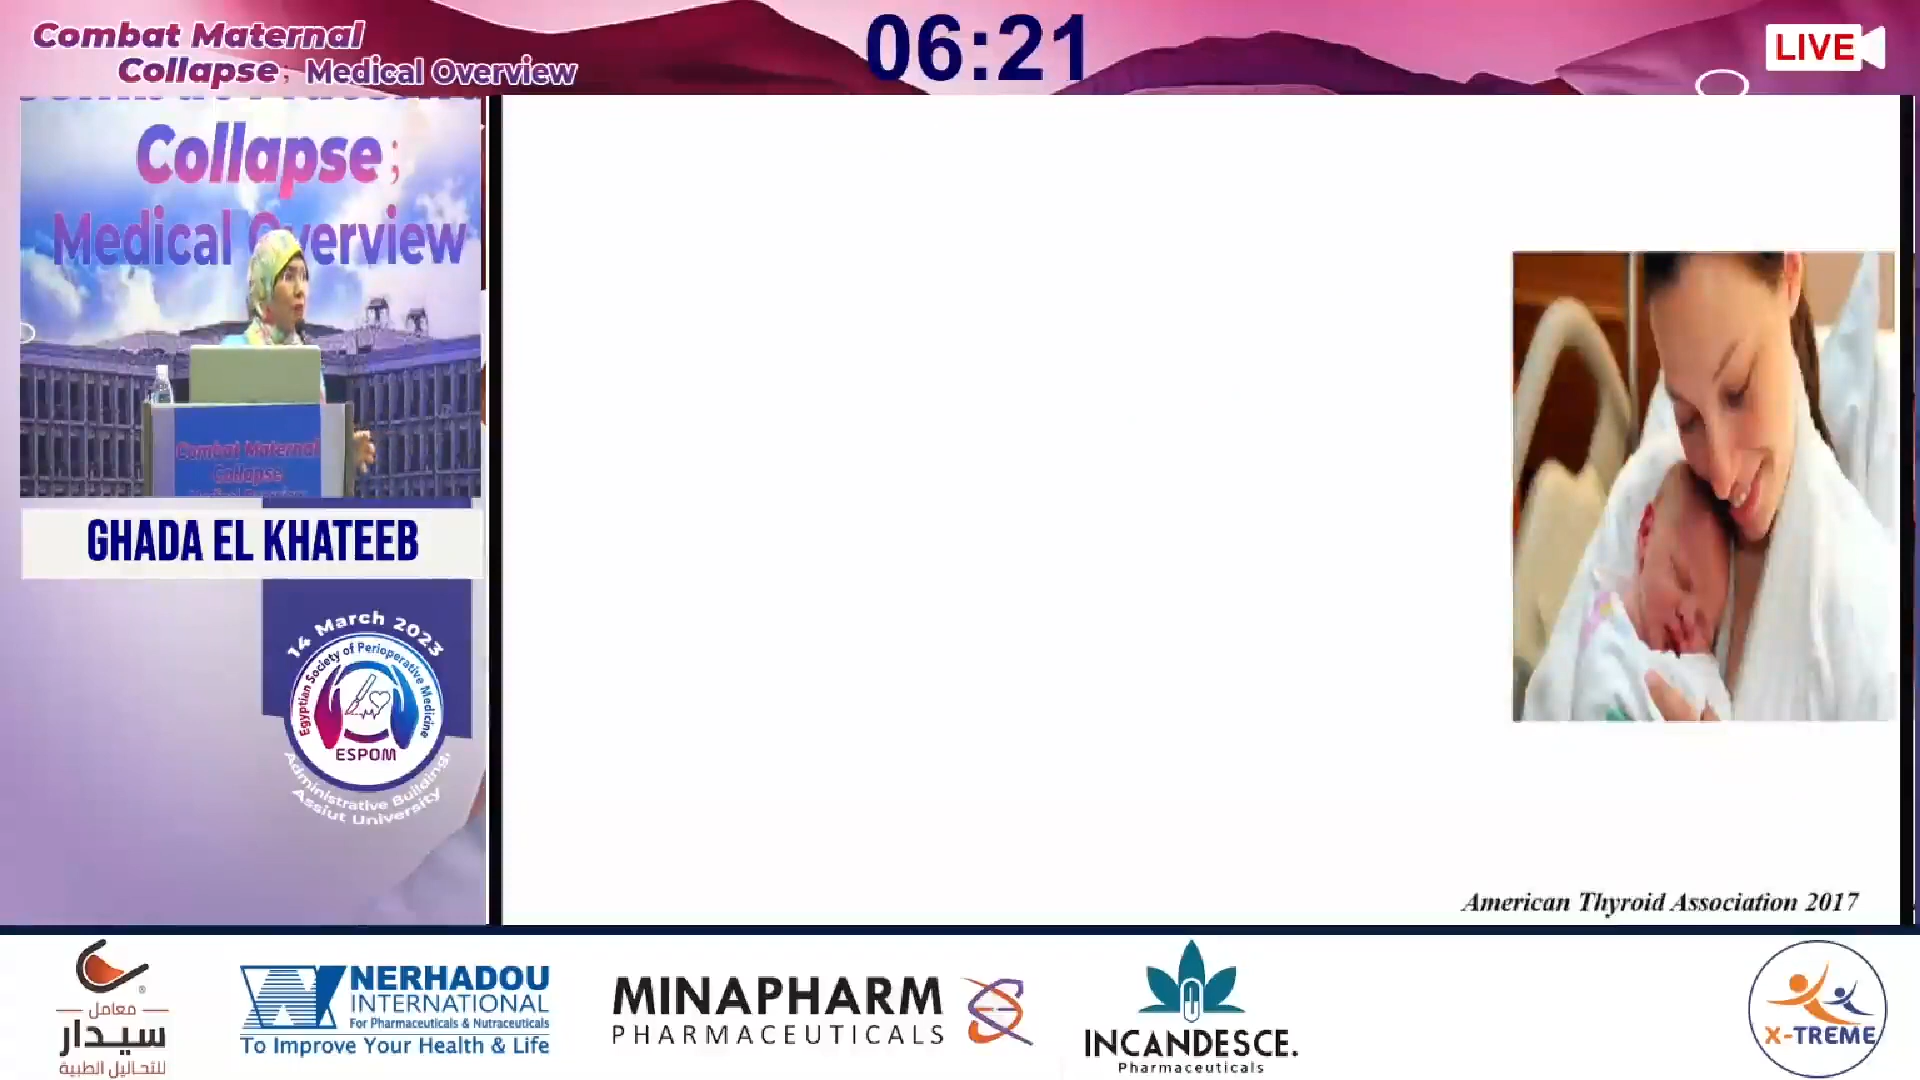 Combat Maternal
Collapse; Medical Overview
06:21
LIVE
Collapse;
Medical Overview
Combat Maternal
Collapse
GHADA EL KHATEEB
14 March 2023
Egyptian Society of Perioperative Medicine
ESPOM
Administrative Building,
Assiut University
American Thyroid Association 2017
معامل
سيدار
للتحاليل الطبية
NERHADOU
INTERNATIONAL
For Pharmaceuticals & Nutraceuticals
To Improve Your Health & Life
MINAPHARM
PHARMACEUTICALS
INCANDESCE.
Pharmaceuticals
X-TREME